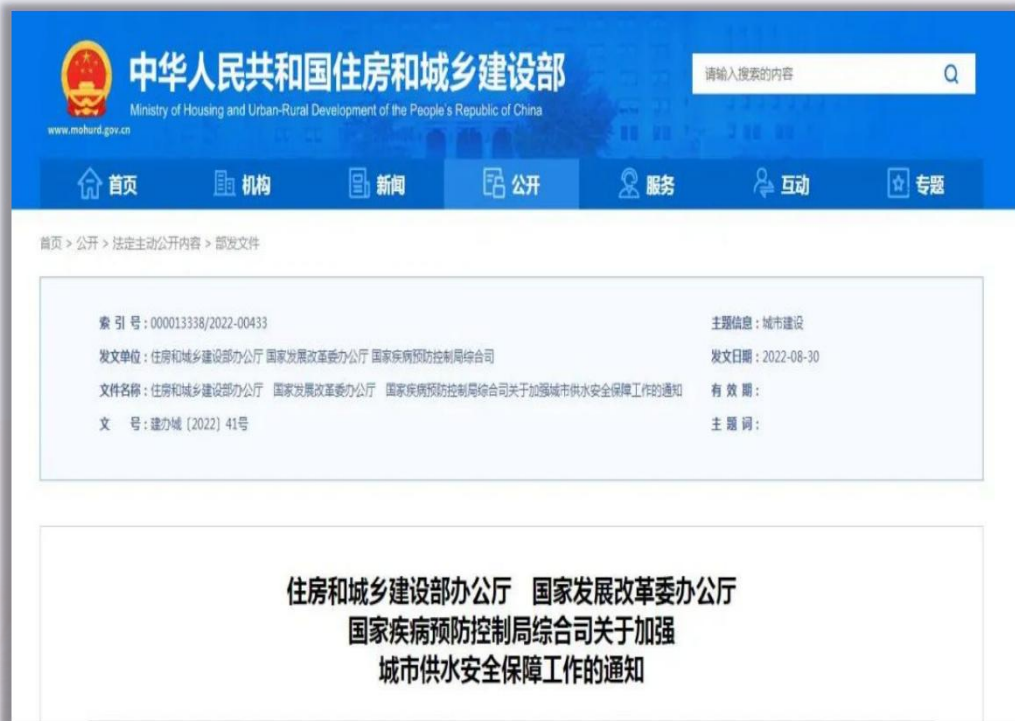 中华人民共和国住房和城乡建设部
Ministry of Housing and Urban-Rural Development of the People's Republic of China
www.mohurd.gov.cn
请输入搜索的内容
首页 机构 新闻 公开 服务 互动 专题
首页 > 公开 > 法定主动公开内容 > 部发文件
索 引 号：000013338/2022-00433 主题信息：城市建设
发文单位：住房和城乡建设部办公厅 国家发展改革委办公厅 国家疾病预防控制局综合司 发文日期：2022-08-30
文件名称：住房和城乡建设部办公厅 国家发展改革委办公厅 国家疾病预防控制局综合司关于加强城市供水安全保障工作的通知 有 效 期：
文 号：建办城〔2022〕41号 主 题 词：
住房和城乡建设部办公厅 国家发展改革委办公厅
国家疾病预防控制局综合司关于加强
城市供水安全保障工作的通知